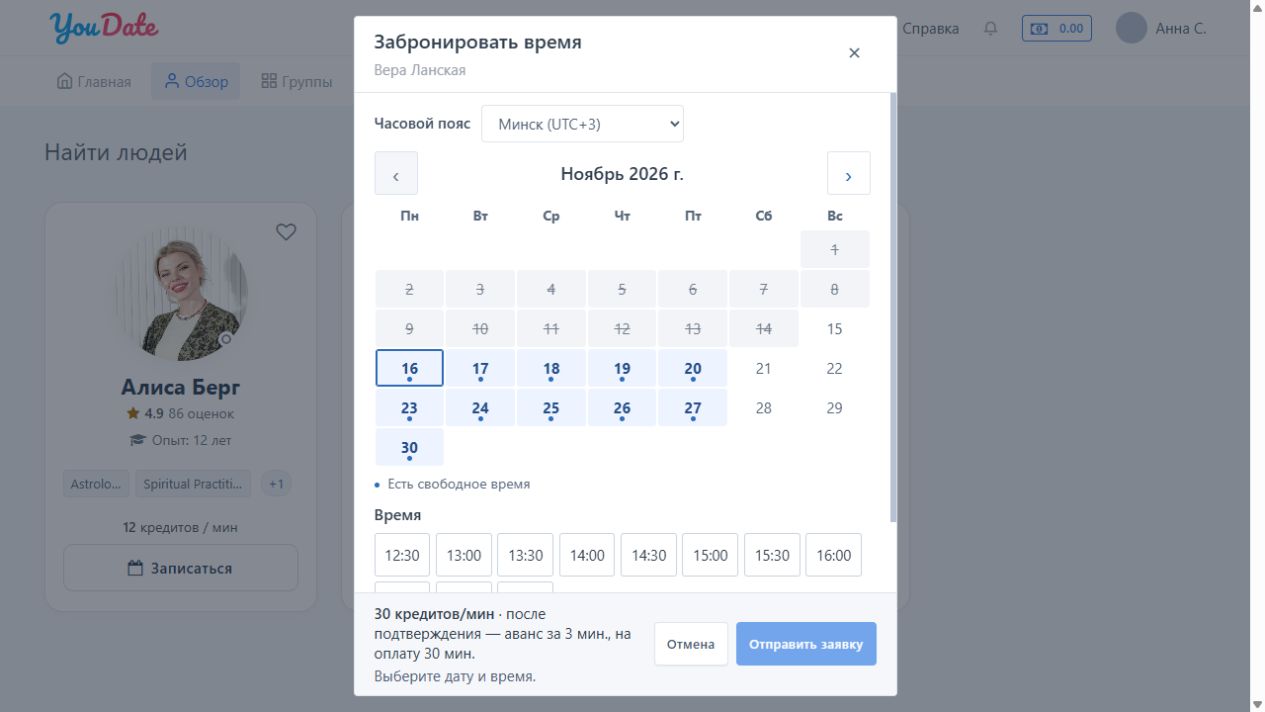 YouDate
Справка
0.00
Анна С.
Главная
Обзор
Группы
Найти людей
Алиса Берг
4.9 86 оценок
Опыт: 12 лет
Astrolo...
Spiritual Practiti...
+1
12 кредитов / мин
Записаться
Забронировать время
Вера Ланская
×
Часовой пояс
Минск (UTC+3)
‹
Ноябрь 2026 г.
›
Пн Вт Ср Чт Пт Сб Вс
1
2 3 4 5 6 7 8
9 10 11 12 13 14 15
16 17 18 19 20 21 22
23 24 25 26 27 28 29
30
Есть свободное время
Время
12:30 13:00 13:30 14:00 14:30 15:00 15:30 16:00
30 кредитов/мин · после
подтверждения — аванс за 3 мин., на
оплату 30 мин.
Выберите дату и время.
Отмена
Отправить заявку